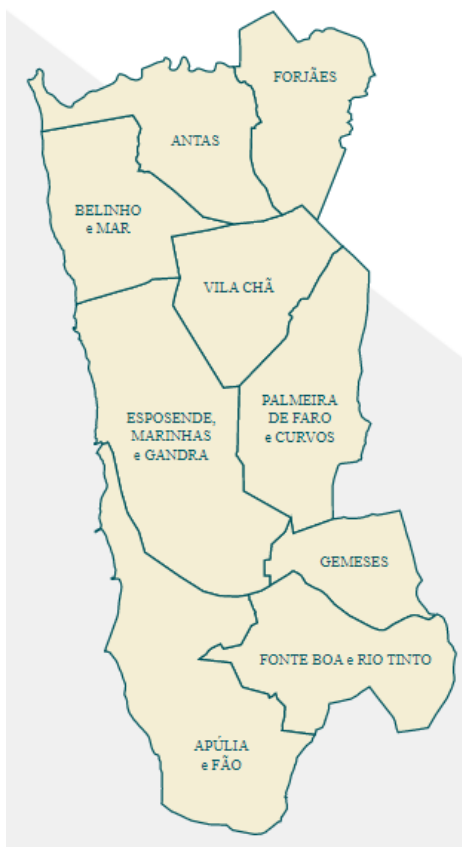 FORJÃES
ANTAS
BELINHO
e MAR
VILA CHÃ
ESPOSENDE,
MARINHAS
e GANDRA
PALMEIRA
DE FARO
e CURVOS
GEMESES
FONTE BOA e RIO TINTO
APÚLIA
e FÃO